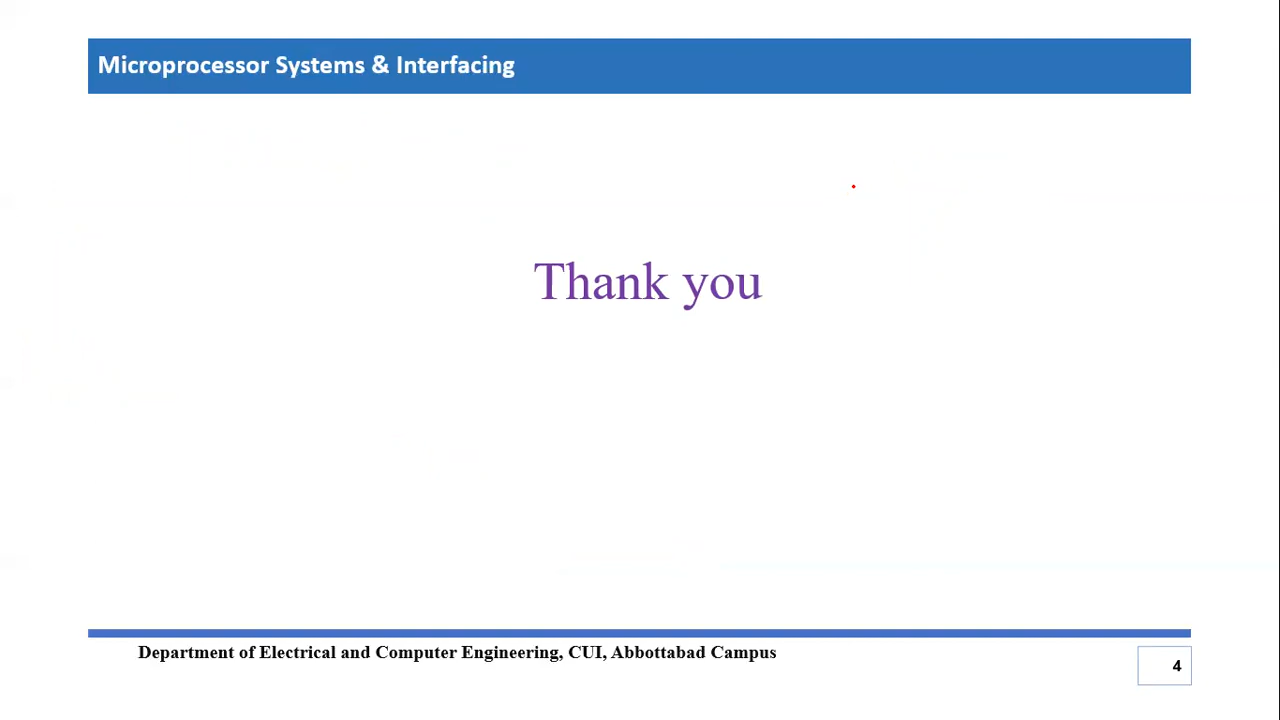 Microprocessor Systems & Interfacing
Thank you
Department of Electrical and Computer Engineering, CUI, Abbottabad Campus
4